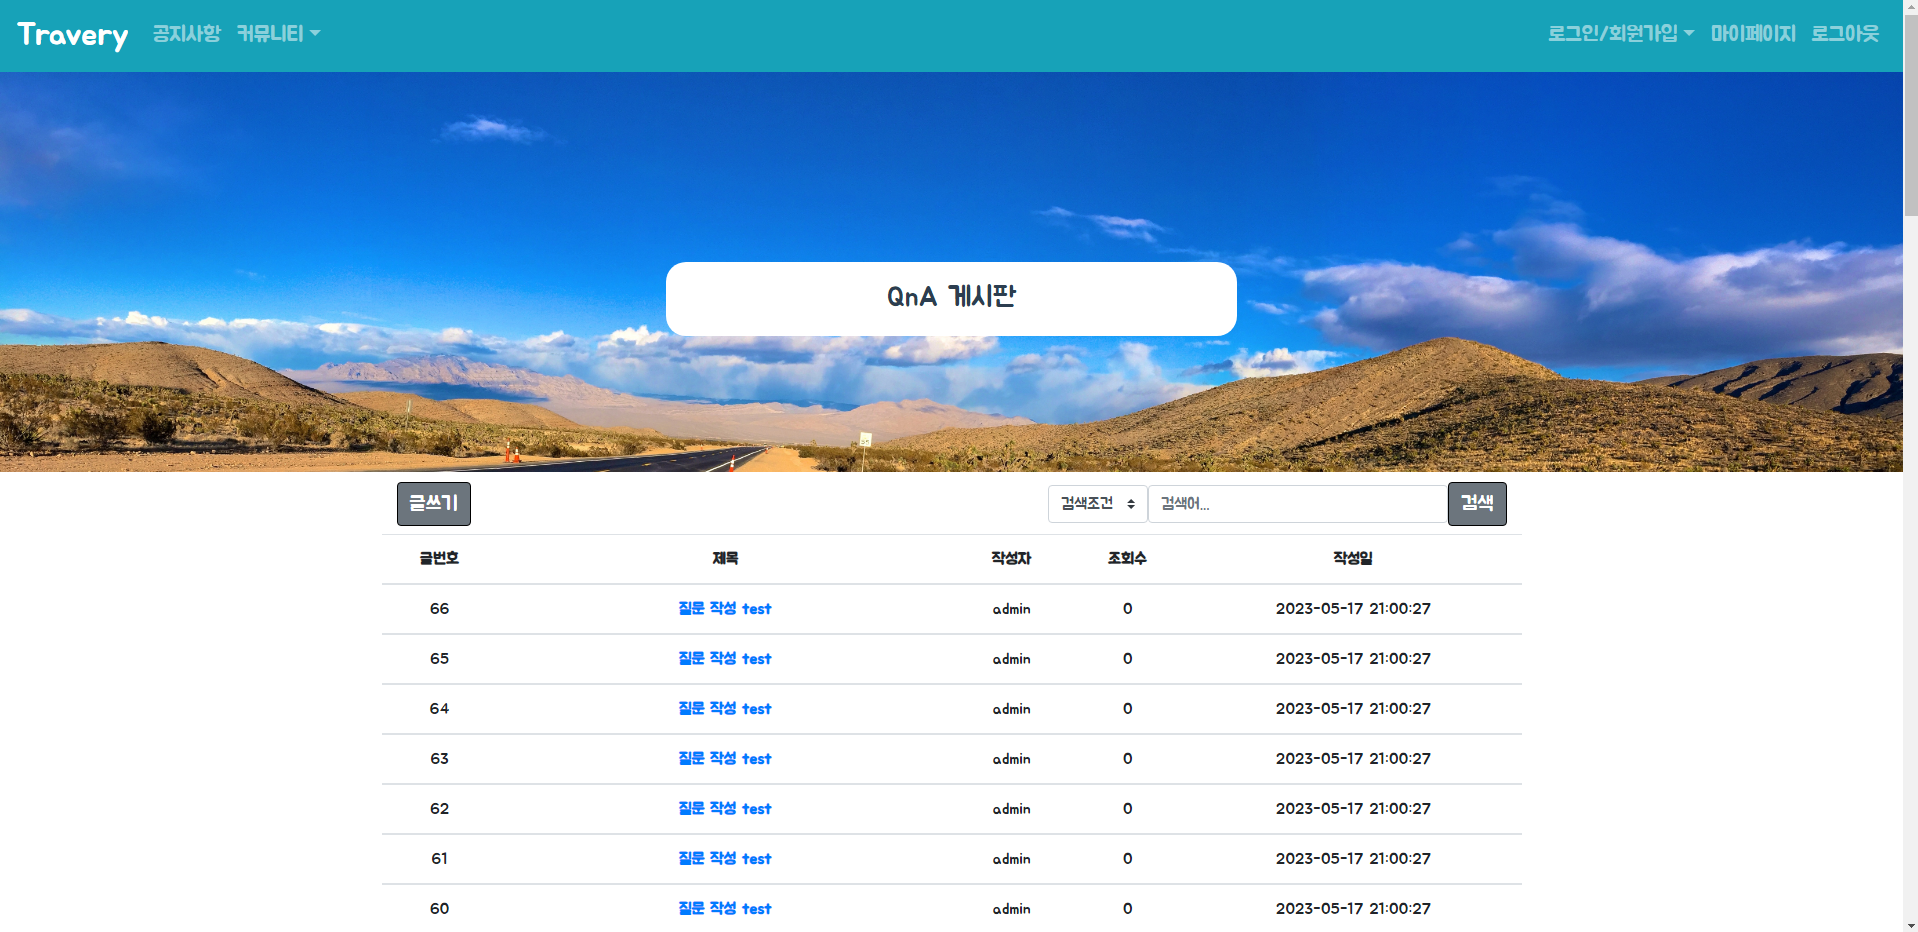 Travery 공지사항 커뮤니티 로그인/회원가입 마이페이지 로그아웃
QnA 게시판
글쓰기 검색조건 검색어... 검색
글번호 제목 작성자 조회수 작성일
66 질문 작성 test admin 0 2023-05-17 21:00:27
65 질문 작성 test admin 0 2023-05-17 21:00:27
64 질문 작성 test admin 0 2023-05-17 21:00:27
63 질문 작성 test admin 0 2023-05-17 21:00:27
62 질문 작성 test admin 0 2023-05-17 21:00:27
61 질문 작성 test admin 0 2023-05-17 21:00:27
60 질문 작성 test admin 0 2023-05-17 21:00:27